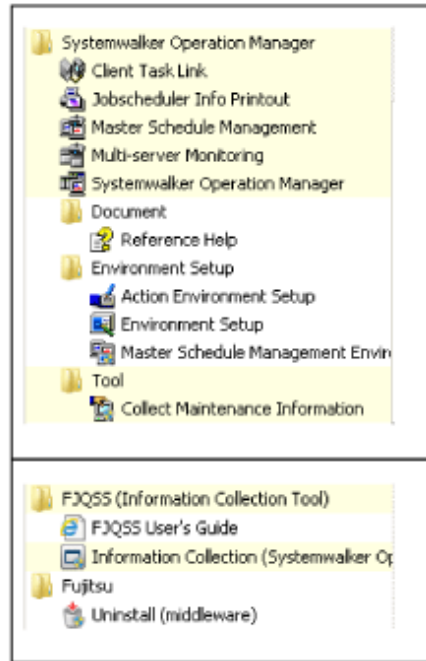 Systemwalker Operation Manager
Client Task Link
Jobscheduler Info Printout
Master Schedule Management
Multi-server Monitoring
Systemwalker Operation Manager
Document
Reference Help
Environment Setup
Action Environment Setup
Environment Setup
Master Schedule Management Envir
Tool
Collect Maintenance Information
FJQSS (Information Collection Tool)
FJQSS User's Guide
Information Collection (Systemwalker Op
Fujitsu
Uninstall (middleware)